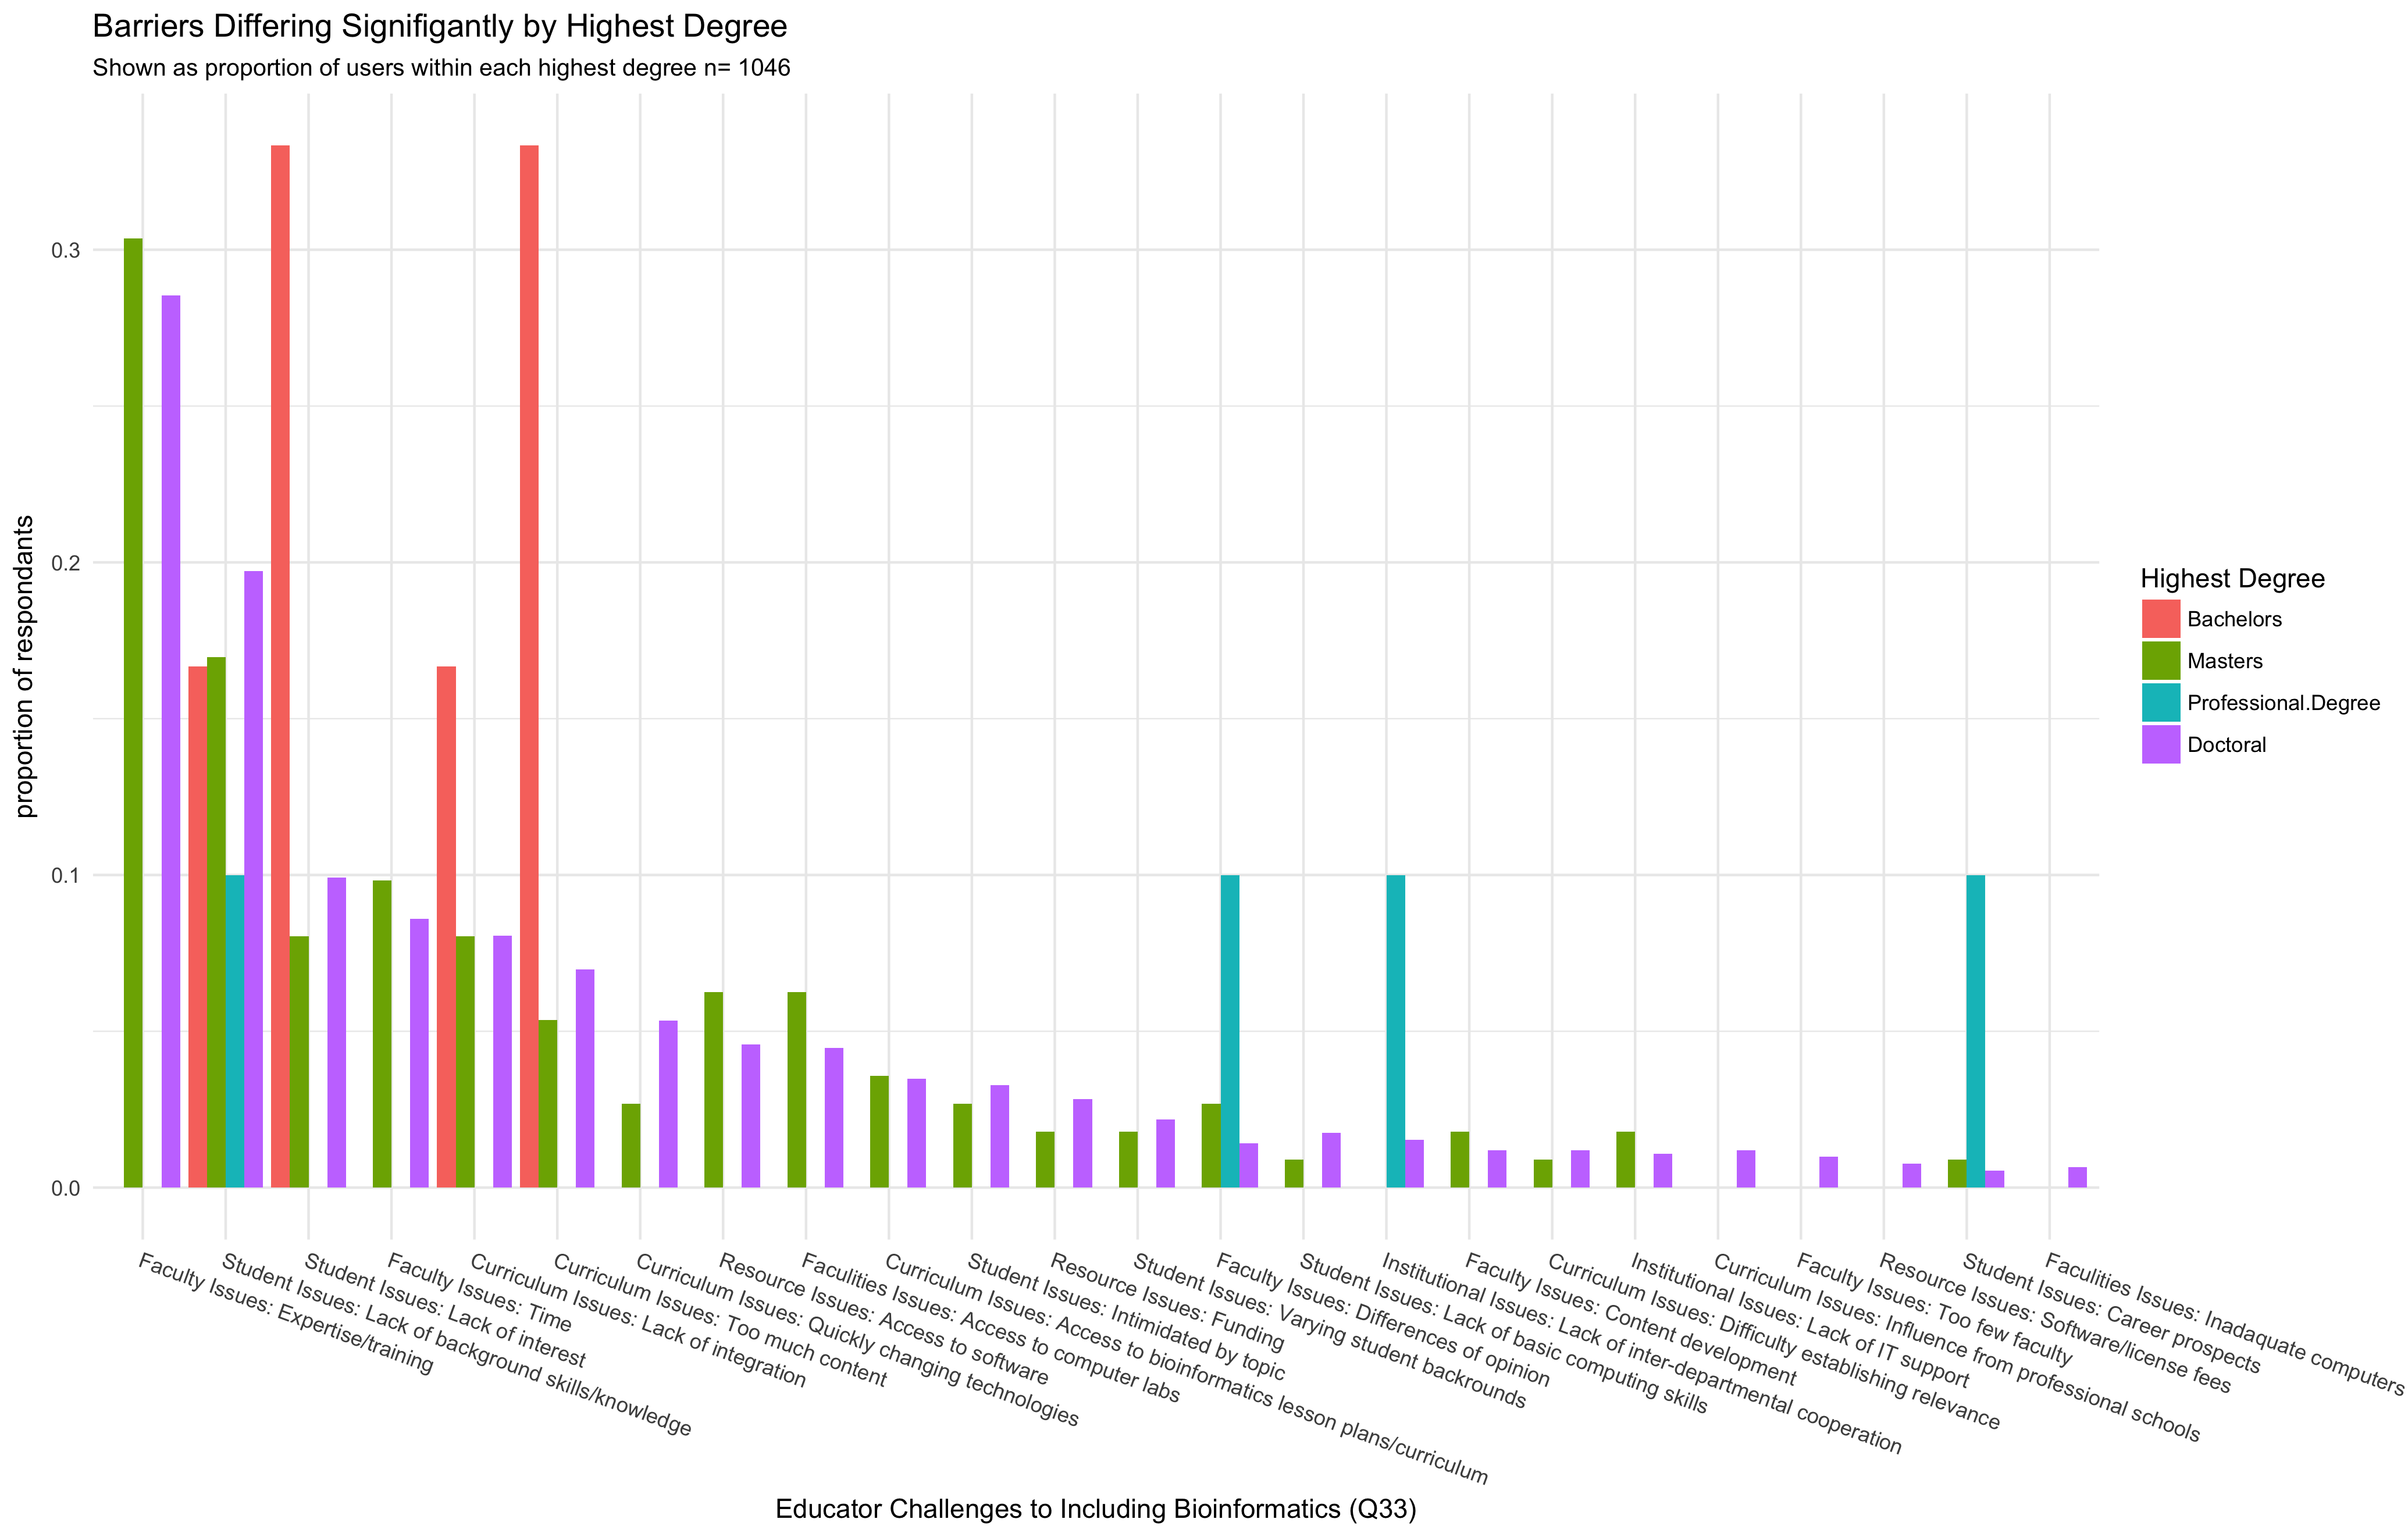 Barriers Differing Signifigantly by Highest Degree
Shown as proportion of users within each highest degree n= 1046
proportion of respondants
0.3
0.2
0.1
0.0
Faculty Issues: Expertise/training
Student Issues: Lack of background skills/knowledge
Student Issues: Lack of interest
Faculty Issues: Time
Curriculum Issues: Lack of integration
Curriculum Issues: Too much content
Curriculum Issues: Quickly changing technologies
Resource Issues: Access to software
Faculities Issues: Access to computer labs
Curriculum Issues: Access to bioinformatics lesson plans/curriculum
Student Issues: Intimidated by topic
Resource Issues: Funding
Student Issues: Varying student backrounds
Faculty Issues: Differences of opinion
Student Issues: Lack of basic computing skills
Institutional Issues: Lack of inter-departmental cooperation
Faculty Issues: Content development
Curriculum Issues: Difficulty establishing relevance
Institutional Issues: Lack of IT support
Curriculum Issues: Influence from professional schools
Faculty Issues: Too few faculty
Resource Issues: Software/license fees
Student Issues: Career prospects
Faculities Issues: Inadaquate computers
Educator Challenges to Including Bioinformatics (Q33)
Highest Degree
Bachelors
Masters
Professional.Degree
Doctoral